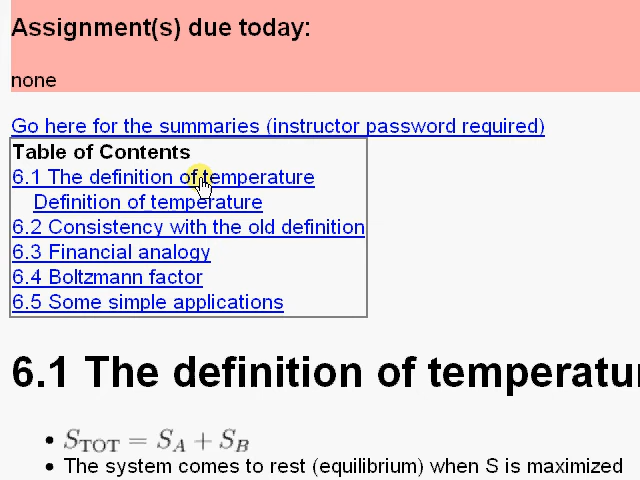 Assignment(s) due today:
none
Go here for the summaries (instructor password required)
Table of Contents
6.1 The definition of temperature
Definition of temperature
6.2 Consistency with the old definition
6.3 Financial analogy
6.4 Boltzmann factor
6.5 Some simple applications
6.1 The definition of temperatu
• S_TOT = S_A + S_B
• The system comes to rest (equilibrium) when S is maximized